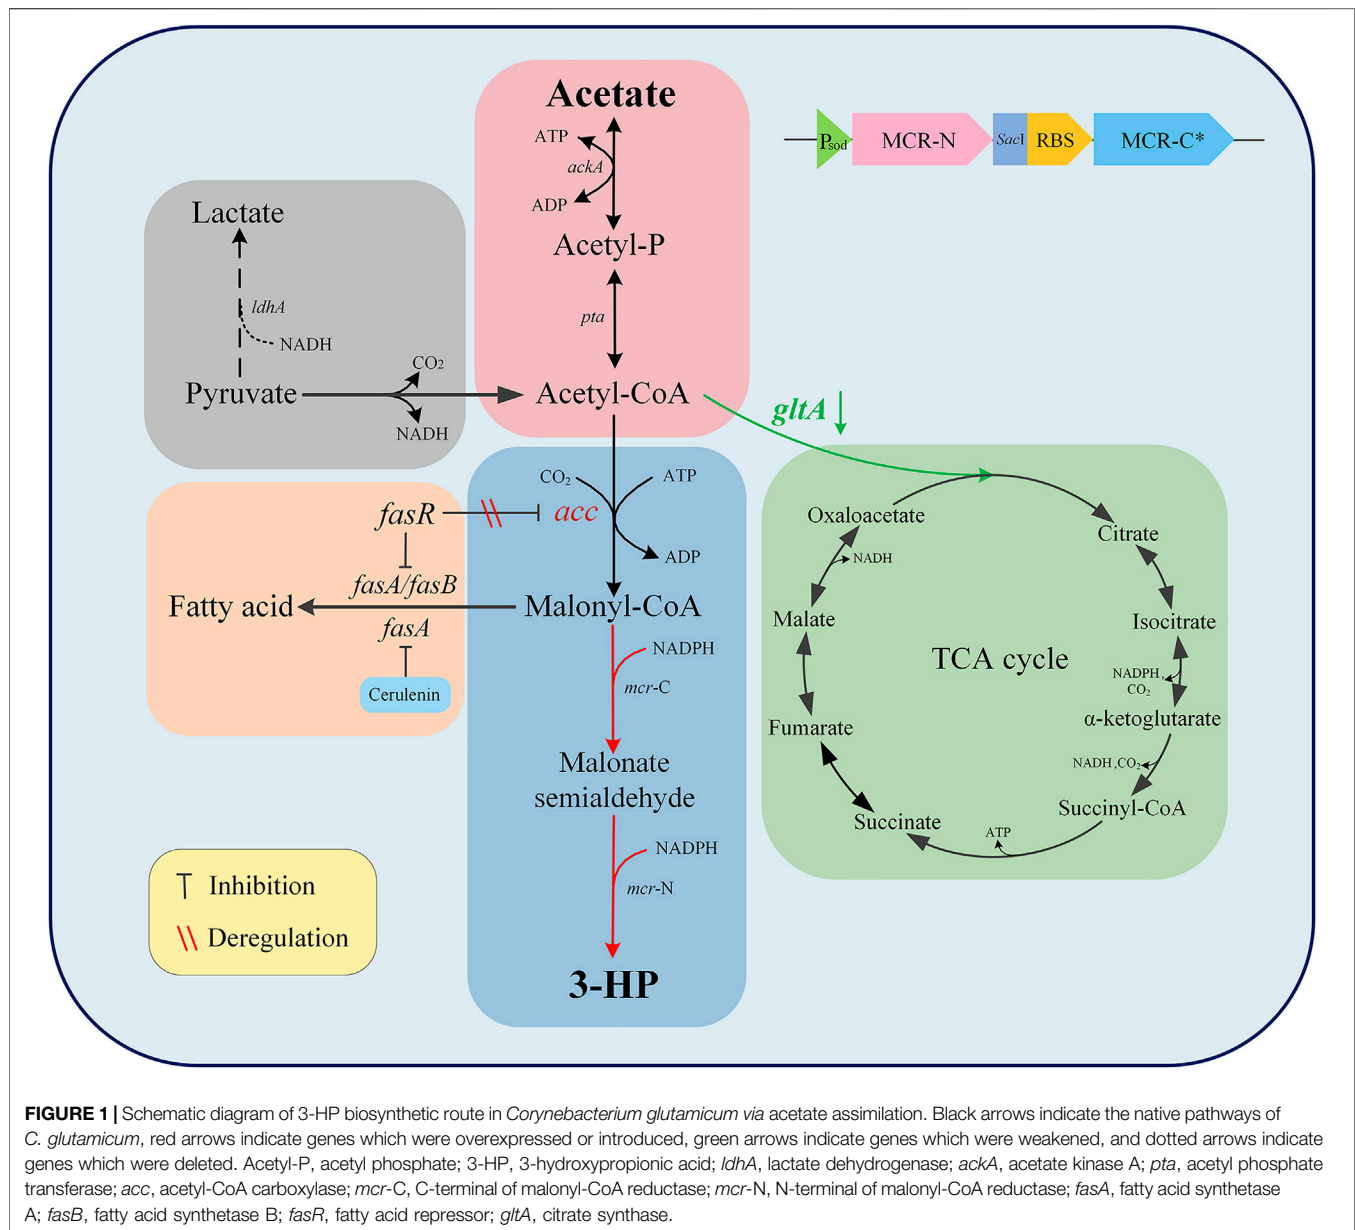 Acetate
ATP
ackA
ADP
Acetyl-P
pta
Acetyl-CoA
Psod
MCR-N
SacI
RBS
MCR-C*
Lactate
ldhA
NADH
Pyruvate
CO2
NADH
gltA
fasR
acc
CO2
ATP
ADP
fasA/fasB
Fatty acid
Malonyl-CoA
fasA
Cerulenin
NADPH
mcr-C
Malonate
semialdehyde
NADPH
mcr-N
3-HP
Oxaloacetate
Citrate
NADH
Malate
Isocitrate
TCA cycle
NADPH,
CO2
Fumarate
α-ketoglutarate
NADH,CO2
Succinyl-CoA
Succinate
ATP
Inhibition
Deregulation
FIGURE 1 | Schematic diagram of 3-HP biosynthetic route in Corynebacterium glutamicum via acetate assimilation. Black arrows indicate the native pathways of
C. glutamicum, red arrows indicate genes which were overexpressed or introduced, green arrows indicate genes which were weakened, and dotted arrows indicate
genes which were deleted. Acetyl-P, acetyl phosphate; 3-HP, 3-hydroxypropionic acid; ldhA, lactate dehydrogenase; ackA, acetate kinase A; pta, acetyl phosphate
transferase; acc, acetyl-CoA carboxylase; mcr-C, C-terminal of malonyl-CoA reductase; mcr-N, N-terminal of malonyl-CoA reductase; fasA, fatty acid synthetase
A; fasB, fatty acid synthetase B; fasR, fatty acid repressor; gltA, citrate synthase.